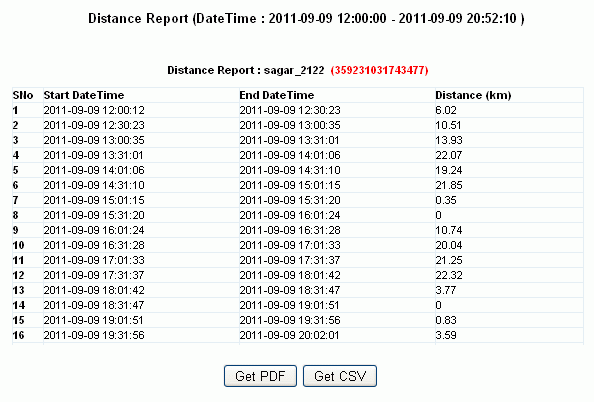 Distance Report (DateTime : 2011-09-09 12:00:00 - 2011-09-09 20:52:10 )
Distance Report : sagar_2122 (359231031743477)
SNo Start DateTime End DateTime Distance (km)
1 2011-09-09 12:00:12 2011-09-09 12:30:23 6.02
2 2011-09-09 12:30:23 2011-09-09 13:00:35 10.51
3 2011-09-09 13:00:35 2011-09-09 13:31:01 13.93
4 2011-09-09 13:31:01 2011-09-09 14:01:06 22.07
5 2011-09-09 14:01:06 2011-09-09 14:31:10 19.24
6 2011-09-09 14:31:10 2011-09-09 15:01:15 21.85
7 2011-09-09 15:01:15 2011-09-09 15:31:20 0.35
8 2011-09-09 15:31:20 2011-09-09 16:01:24 0
9 2011-09-09 16:01:24 2011-09-09 16:31:28 10.74
10 2011-09-09 16:31:28 2011-09-09 17:01:33 20.04
11 2011-09-09 17:01:33 2011-09-09 17:31:37 21.25
12 2011-09-09 17:31:37 2011-09-09 18:01:42 22.32
13 2011-09-09 18:01:42 2011-09-09 18:31:47 3.77
14 2011-09-09 18:31:47 2011-09-09 19:01:51 0
15 2011-09-09 19:01:51 2011-09-09 19:31:56 0.83
16 2011-09-09 19:31:56 2011-09-09 20:02:01 3.59
Get PDF Get CSV